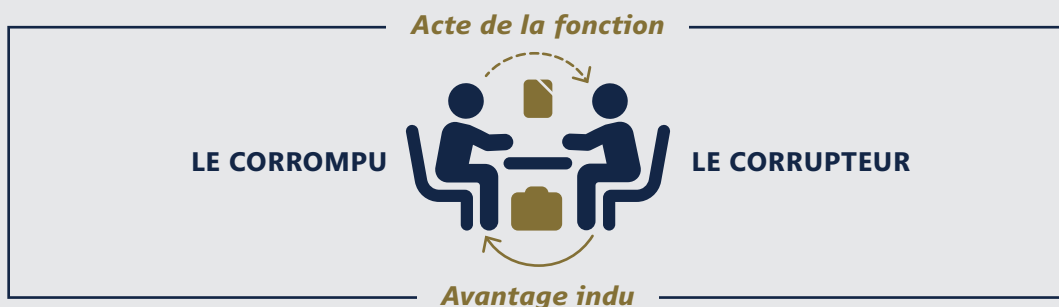 Acte de la fonction
LE CORROMPU
LE CORRUPTEUR
Avantage indu